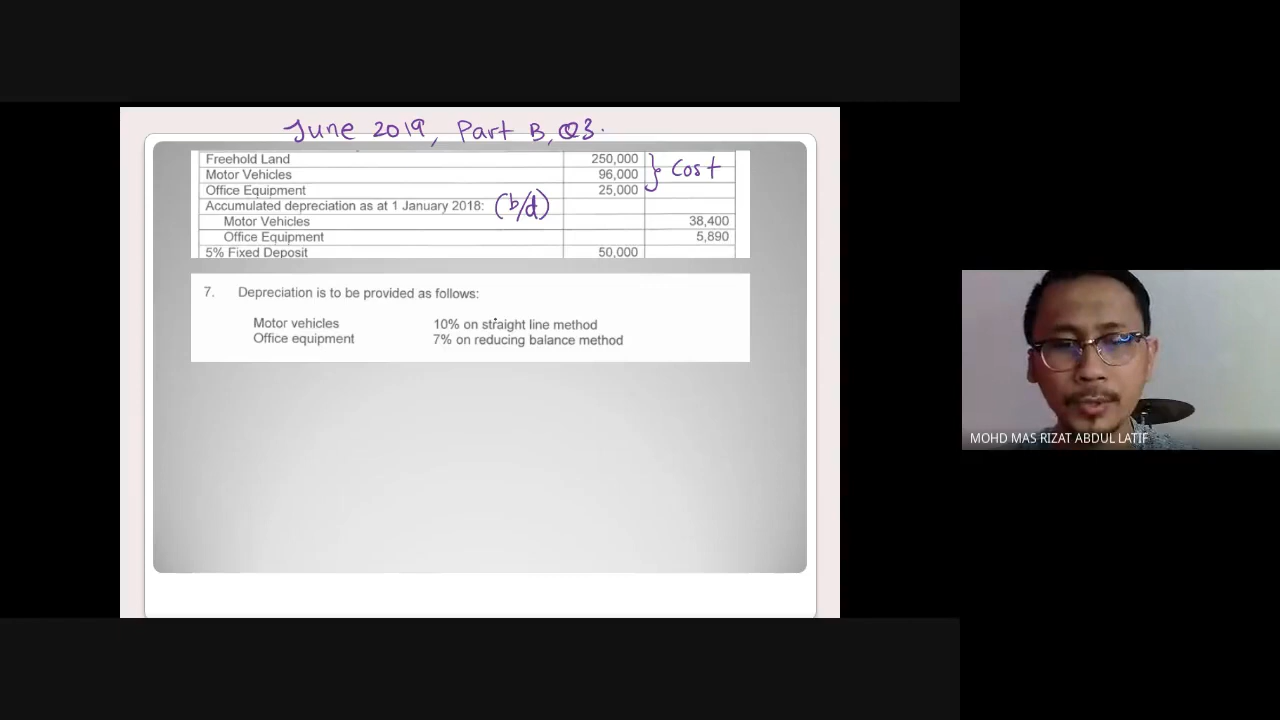 June 2019, Part B, Q3.
Freehold Land 250,000
Motor Vehicles 96,000
Office Equipment 25,000
} Cost
Accumulated depreciation as at 1 January 2018: (b/d)
Motor Vehicles 38,400
Office Equipment 5,890
5% Fixed Deposit 50,000
7. Depreciation is to be provided as follows:
Motor vehicles 10% on straight line method
Office equipment 7% on reducing balance method
MOHD MAS RIZAT ABDUL LATIF